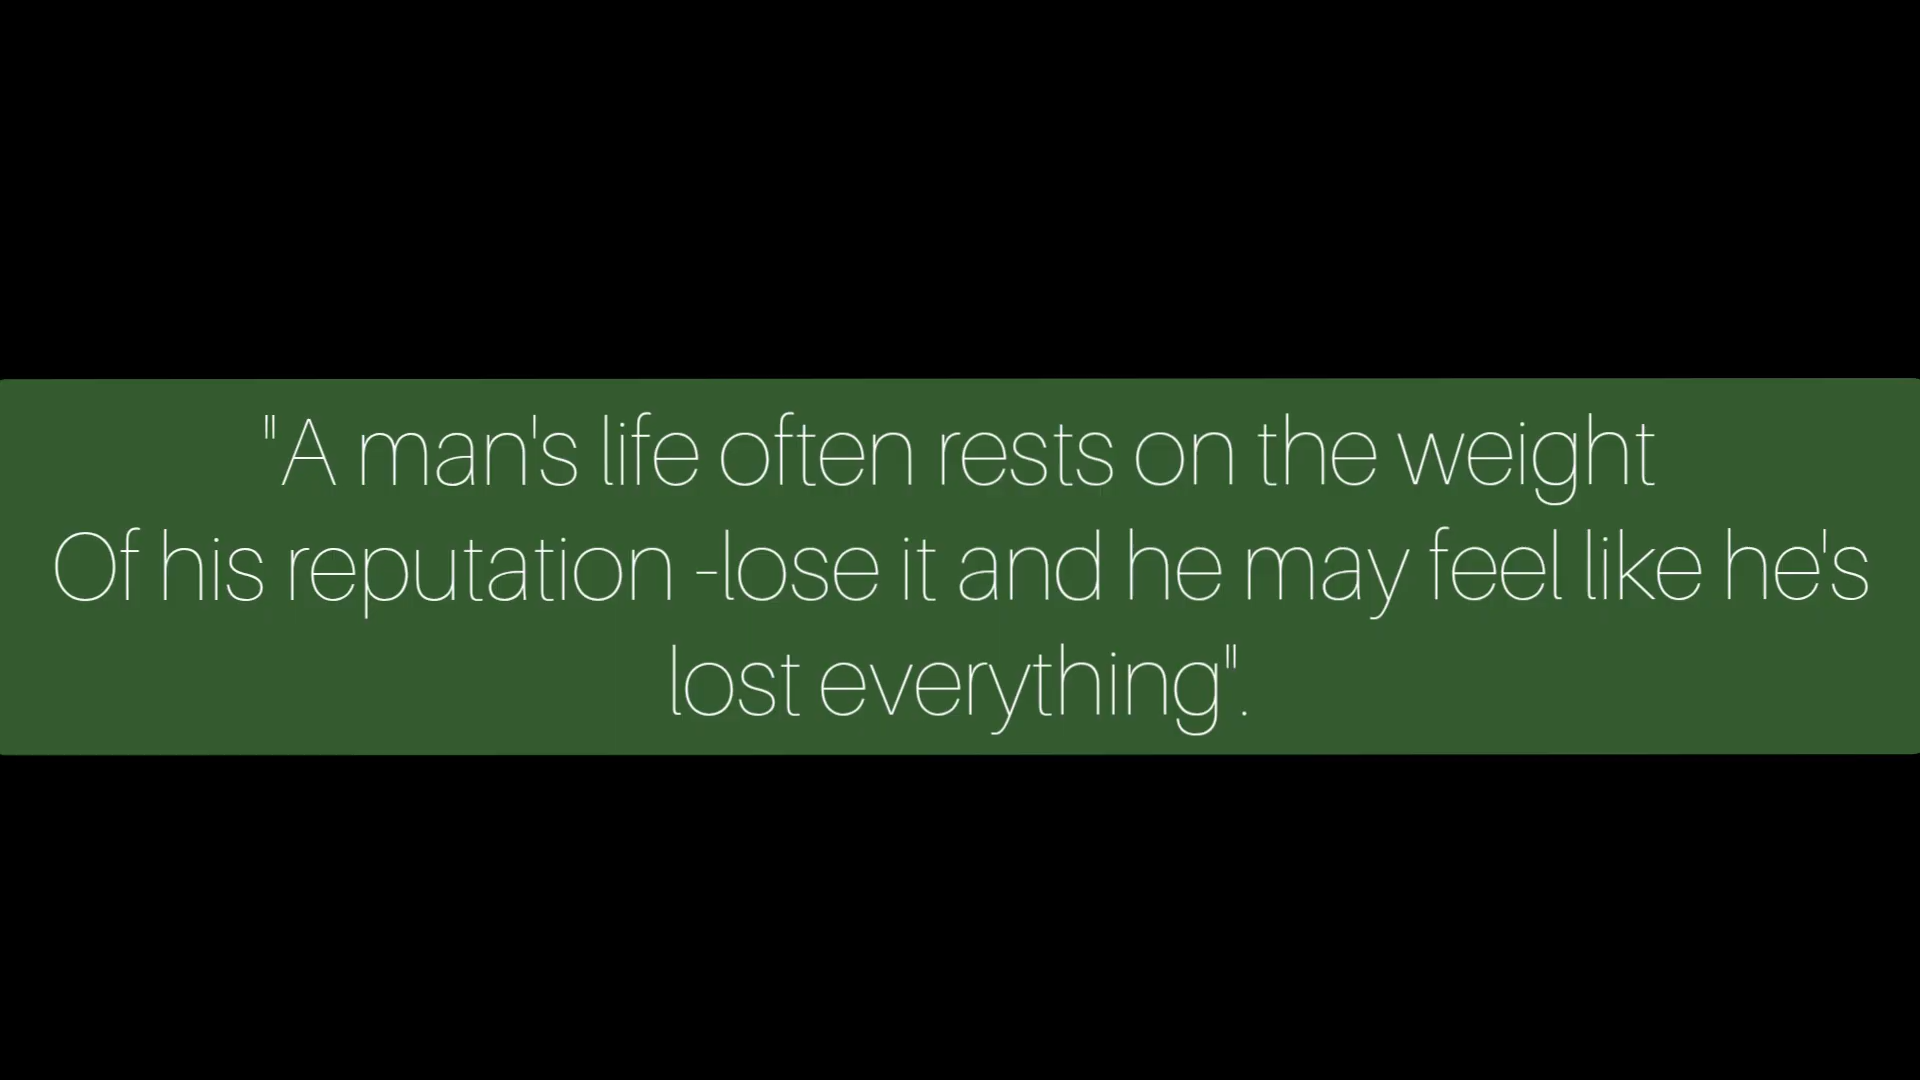 "A man's life often rests on the weight
Of his reputation -lose it and he may feel like he's
lost everything".